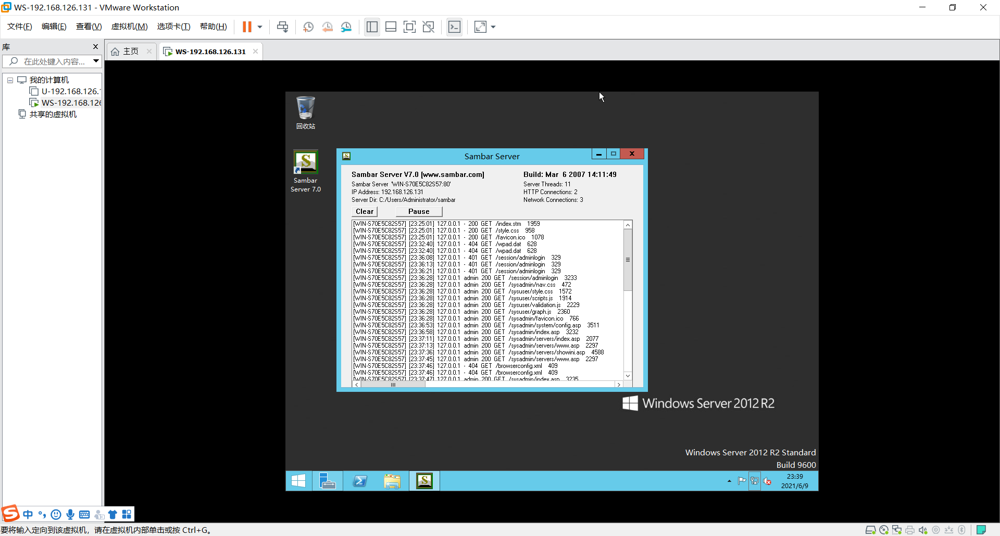 WS-192.168.126.131 - VMware Workstation
文件(F) 编辑(E) 查看(V) 虚拟机(M) 选项卡(T) 帮助(H)
库
在此处键入内容...
主页
WS-192.168.126.131
我的计算机
U-192.168.126.1
WS-192.168.126
共享的虚拟机
回收站
Sambar
Server 7.0
Sambar Server
Sambar Server V7.0 [www.sambar.com] Build: Mar 6 2007 14:11:49
Sambar Server 'WIN-S70E5C82S57:80' Server Threads: 11
IP Address: 192.168.126.131 HTTP Connections: 2
Server Dir: C:/Users/Administrator/sambar Network Connections: 3
Clear Pause
[WIN-S70E5C82S57] [23:25:01] 127.0.0.1 - 200 GET /index.stm 1959
[WIN-S70E5C82S57] [23:25:01] 127.0.0.1 - 200 GET /style.css 958
[WIN-S70E5C82S57] [23:25:01] 127.0.0.1 - 200 GET /favicon.ico 1078
[WIN-S70E5C82S57] [23:32:40] 127.0.0.1 - 404 GET /wpad.dat 628
[WIN-S70E5C82S57] [23:32:40] 127.0.0.1 - 404 GET /wpad.dat 628
[WIN-S70E5C82S57] [23:36:08] 127.0.0.1 - 401 GET /session/adminlogin 329
[WIN-S70E5C82S57] [23:36:13] 127.0.0.1 - 401 GET /session/adminlogin 329
[WIN-S70E5C82S57] [23:36:21] 127.0.0.1 - 401 GET /session/adminlogin 329
[WIN-S70E5C82S57] [23:36:28] 127.0.0.1 admin 200 GET /session/adminlogin 3233
[WIN-S70E5C82S57] [23:36:28] 127.0.0.1 admin 200 GET /sysadmin/nav.css 472
[WIN-S70E5C82S57] [23:36:28] 127.0.0.1 admin 200 GET /sysuser/style.css 1572
[WIN-S70E5C82S57] [23:36:28] 127.0.0.1 admin 200 GET /sysuser/scripts.js 1914
[WIN-S70E5C82S57] [23:36:28] 127.0.0.1 admin 200 GET /sysuser/validation.js 2229
[WIN-S70E5C82S57] [23:36:28] 127.0.0.1 admin 200 GET /sysuser/graph.js 2360
[WIN-S70E5C82S57] [23:36:28] 127.0.0.1 admin 200 GET /sysadmin/favicon.ico 766
[WIN-S70E5C82S57] [23:36:53] 127.0.0.1 admin 200 GET /sysadmin/system/config.asp 3511
[WIN-S70E5C82S57] [23:36:58] 127.0.0.1 admin 200 GET /sysadmin/index.asp 3232
[WIN-S70E5C82S57] [23:37:11] 127.0.0.1 admin 200 GET /sysadmin/servers/index.asp 2077
[WIN-S70E5C82S57] [23:37:13] 127.0.0.1 admin 200 GET /sysadmin/servers/www.asp 2297
[WIN-S70E5C82S57] [23:37:36] 127.0.0.1 admin 200 GET /sysadmin/servers/showini.asp 4588
[WIN-S70E5C82S57] [23:37:45] 127.0.0.1 admin 200 GET /sysadmin/servers/www.asp 2297
[WIN-S70E5C82S57] [23:37:46] 127.0.0.1 - 404 GET /browserconfig.xml 409
[WIN-S70E5C82S57] [23:37:46] 127.0.0.1 - 404 GET /browserconfig.xml 409
[WIN-S70E5C82S57] [23:37:47] 127.0.0.1 admin 200 GET /sysadmin/index.asp 3235
Windows Server 2012 R2
Windows Server 2012 R2 Standard
Build 9600
23:39
2021/6/9
中
要将输入定向到该虚拟机，请在虚拟机内部单击或按 Ctrl+G。